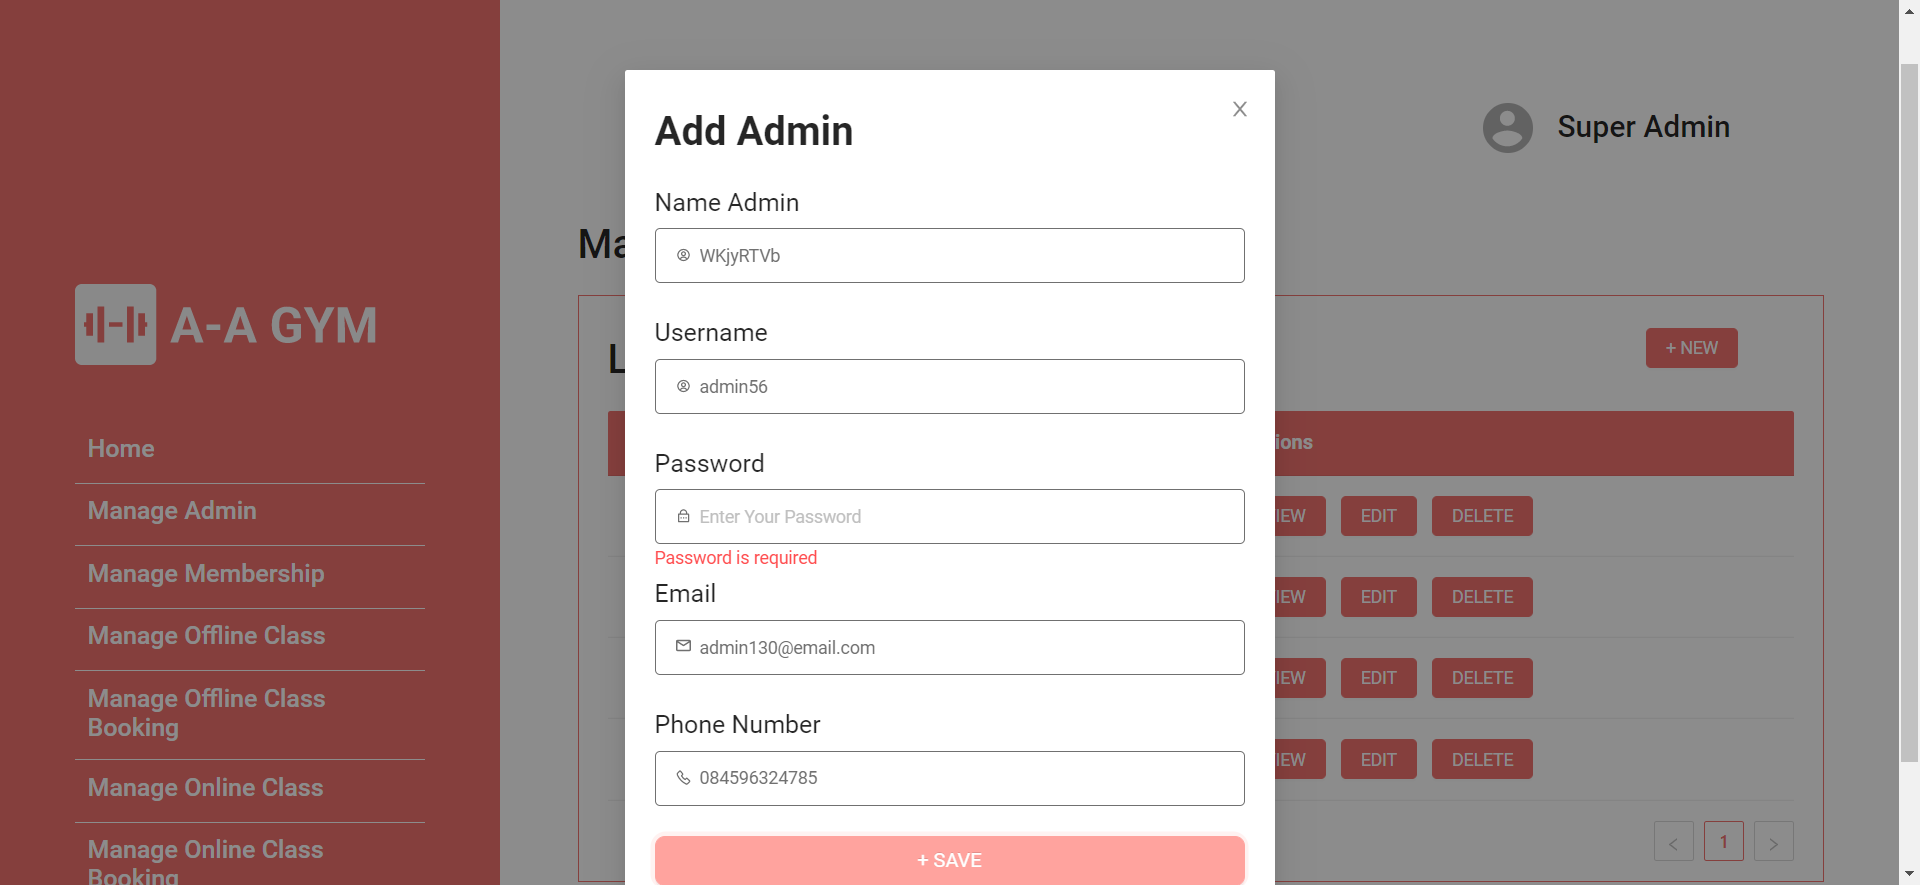 A-A GYM
Home
Manage Admin
Manage Membership
Manage Offline Class
Manage Offline Class
Booking
Manage Online Class
Manage Online Class
Booking
Super Admin
Ma
L
+ NEW
ions
IEW EDIT DELETE
IEW EDIT DELETE
IEW EDIT DELETE
IEW EDIT DELETE
< 1 >
Add Admin
X
Name Admin
WKjyRTVb
Username
admin56
Password
Enter Your Password
Password is required
Email
admin130@email.com
Phone Number
084596324785
+ SAVE